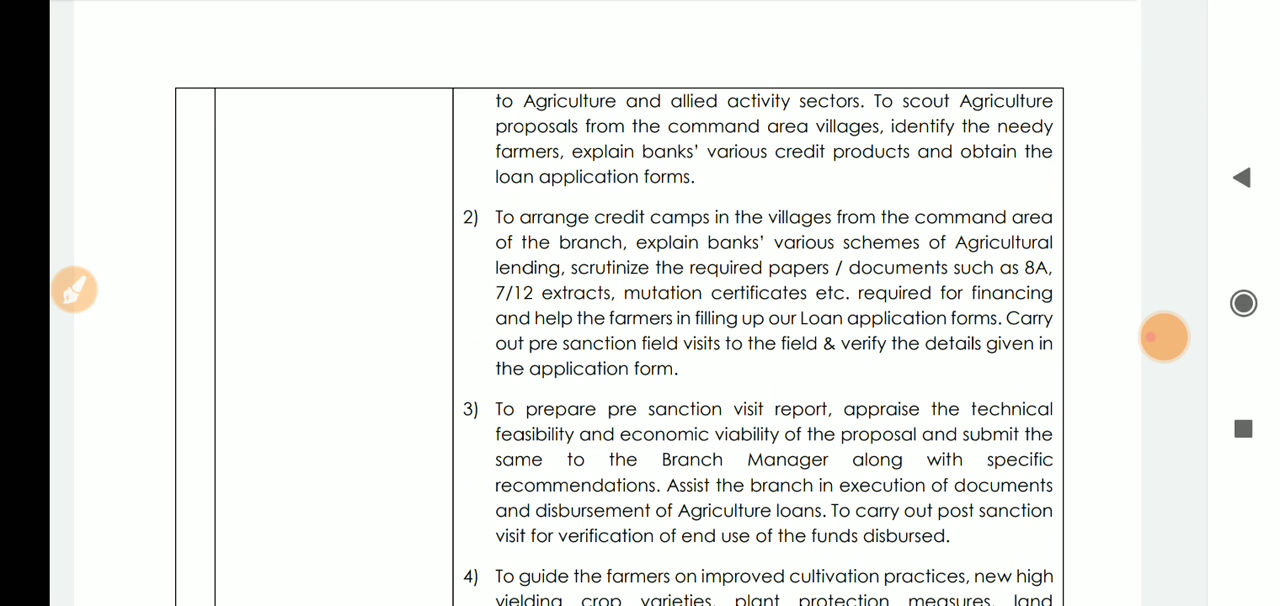 to Agriculture and allied activity sectors. To scout Agriculture
proposals from the command area villages, identify the needy
farmers, explain banks' various credit products and obtain the
loan application forms.
2) To arrange credit camps in the villages from the command area
of the branch, explain banks' various schemes of Agricultural
lending, scrutinize the required papers / documents such as 8A,
7/12 extracts, mutation certificates etc. required for financing
and help the farmers in filling up our Loan application forms. Carry
out pre sanction field visits to the field & verify the details given in
the application form.
3) To prepare pre sanction visit report, appraise the technical
feasibility and economic viability of the proposal and submit the
same to the Branch Manager along with specific
recommendations. Assist the branch in execution of documents
and disbursement of Agriculture loans. To carry out post sanction
visit for verification of end use of the funds disbursed.
4) To guide the farmers on improved cultivation practices, new high
yielding crop varieties, plant protection measures, land